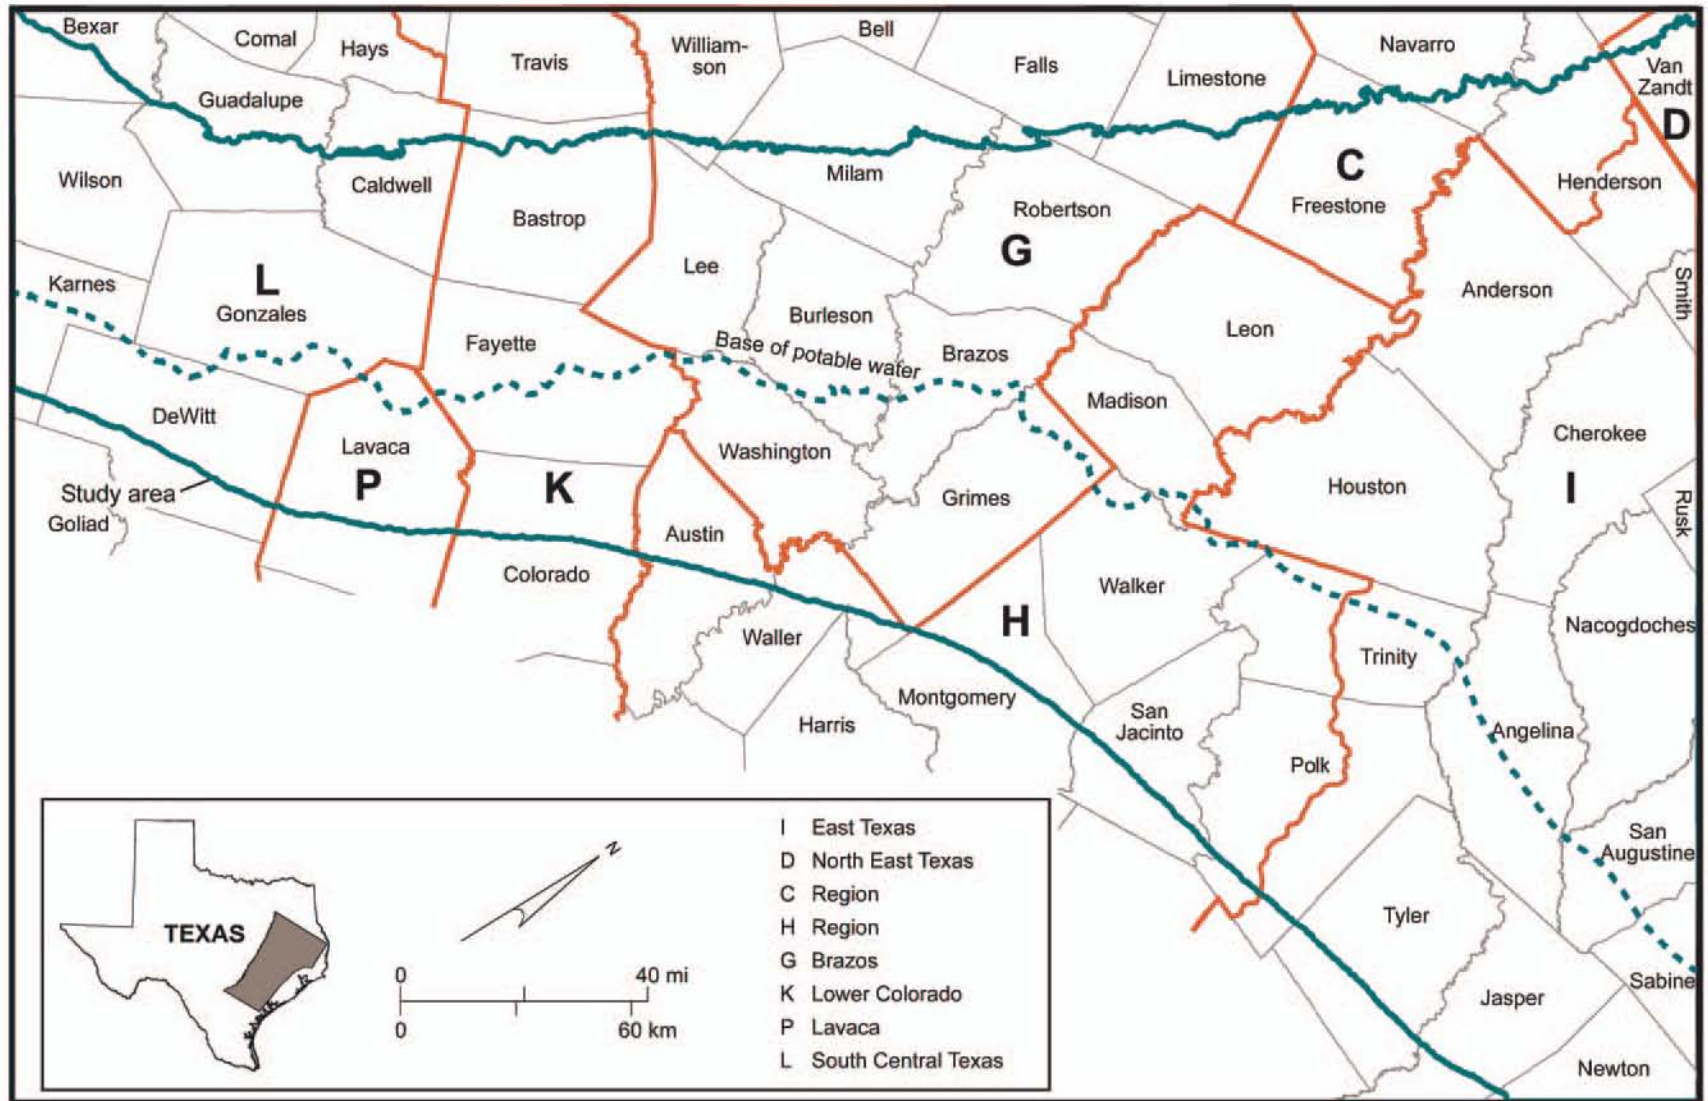 Bexar
Comal
Hays
Travis
William-
son
Bell
Falls
Limestone
Navarro
Van
Zandt
D
Guadalupe
Wilson
Caldwell
Bastrop
Milam
Robertson
G
C
Freestone
Henderson
Karnes
L
Gonzales
Lee
Fayette
Burleson
Base of potable water
Brazos
Leon
Anderson
Smith
DeWitt
Lavaca
P
K
Washington
Madison
Cherokee
Study area
Goliad
Grimes
Houston
I
Rusk
Austin
Colorado
Walker
H
Waller
Trinity
Nacogdoches
Harris
Montgomery
San
Jacinto
Polk
Angelina
San
Augustine
Tyler
Jasper
Sabine
Newton
TEXAS
N
0 40 mi
0 60 km
I East Texas
D North East Texas
C Region
H Region
G Brazos
K Lower Colorado
P Lavaca
L South Central Texas